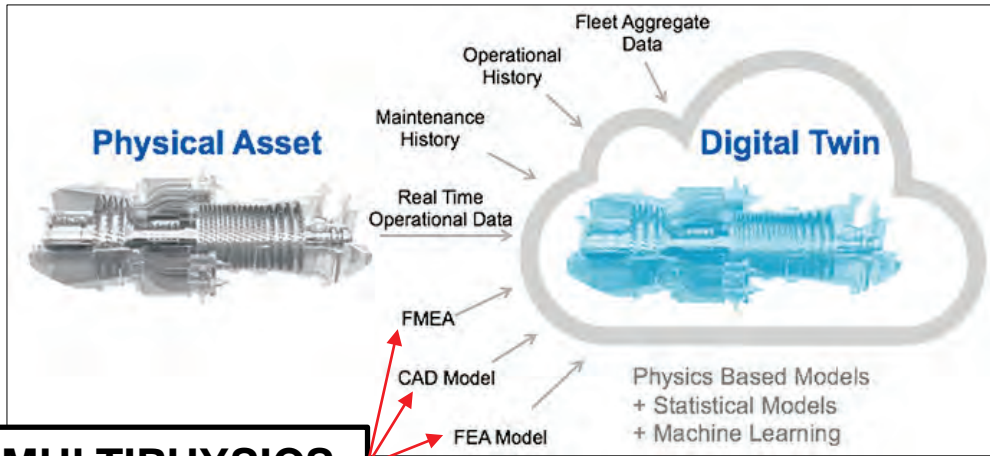 Fleet Aggregate
Data
Operational
History
Maintenance
History
Physical Asset
Digital Twin
Real Time
Operational Data
FMEA
CAD Model
FEA Model
Physics Based Models
+ Statistical Models
+ Machine Learning
MULTIPHYSICS